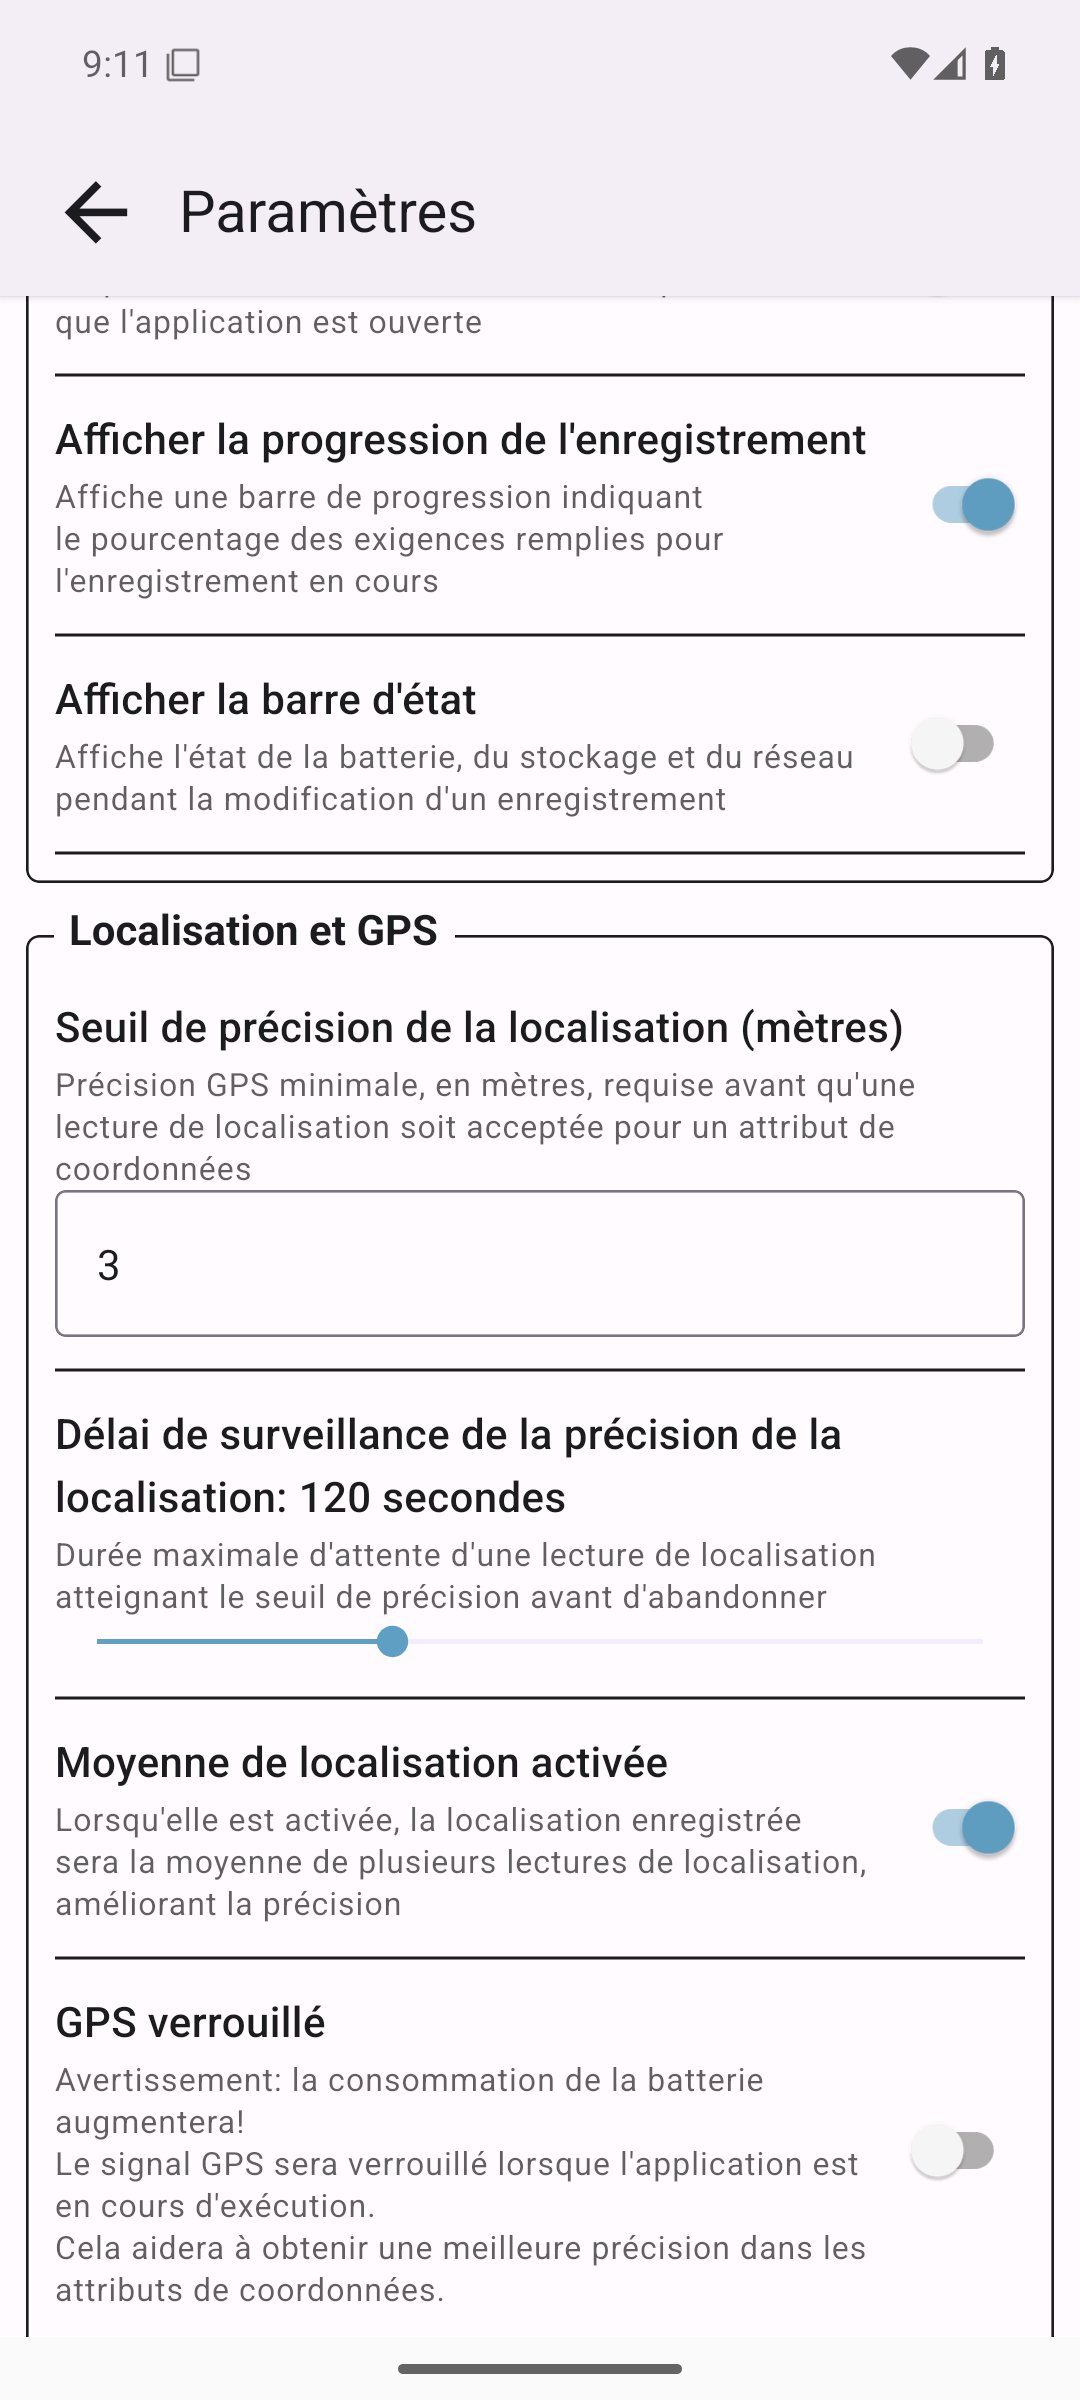 9:11
Paramètres
que l'application est ouverte
Afficher la progression de l'enregistrement
Affiche une barre de progression indiquant
le pourcentage des exigences remplies pour
l'enregistrement en cours
Afficher la barre d'état
Affiche l'état de la batterie, du stockage et du réseau
pendant la modification d'un enregistrement
Localisation et GPS
Seuil de précision de la localisation (mètres)
Précision GPS minimale, en mètres, requise avant qu'une
lecture de localisation soit acceptée pour un attribut de
coordonnées
3
Délai de surveillance de la précision de la
localisation: 120 secondes
Durée maximale d'attente d'une lecture de localisation
atteignant le seuil de précision avant d'abandonner
Moyenne de localisation activée
Lorsqu'elle est activée, la localisation enregistrée
sera la moyenne de plusieurs lectures de localisation,
améliorant la précision
GPS verrouillé
Avertissement: la consommation de la batterie
augmentera!
Le signal GPS sera verrouillé lorsque l'application est
en cours d'exécution.
Cela aidera à obtenir une meilleure précision dans les
attributs de coordonnées.